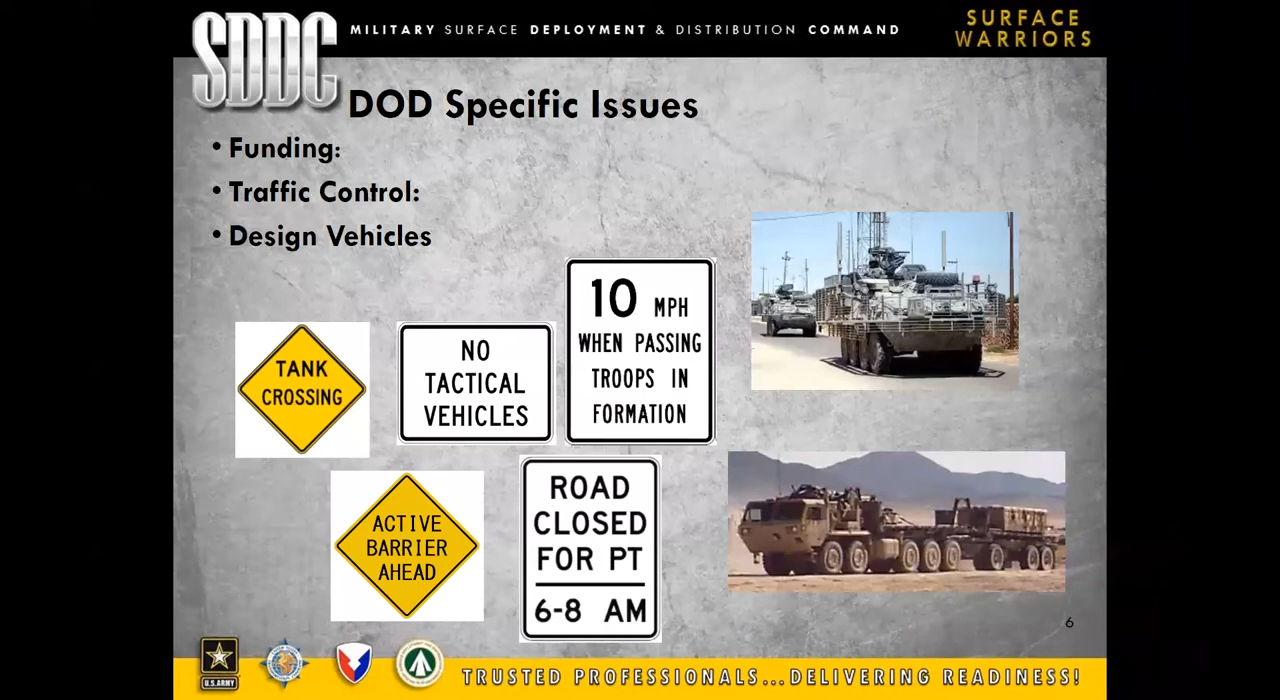 SDDC
MILITARY SURFACE DEPLOYMENT & DISTRIBUTION COMMAND
SURFACE
WARRIORS
DOD Specific Issues
• Funding:
• Traffic Control:
• Design Vehicles
TANK
CROSSING
NO
TACTICAL
VEHICLES
10 MPH
WHEN PASSING
TROOPS IN
FORMATION
ACTIVE
BARRIER
AHEAD
ROAD
CLOSED
FOR PT
6-8 AM
6
U.S.ARMY
TRUSTED PROFESSIONALS...DELIVERING READINESS!